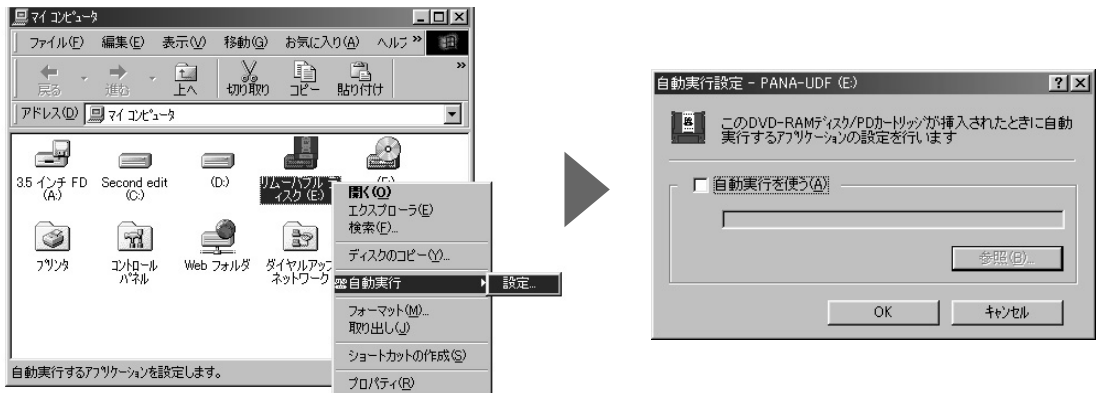 マイ コンピュータ
ファイル(F) 編集(E) 表示(V) 移動(G) お気に入り(A) ヘルプ »
戻る 進む 上へ 切り取り コピー 貼り付け »
アドレス(D) マイ コンピュータ
3.5 インチ FD (A:)
Second edit (C:)
(D:)
リムーバブル ディスク (E:)
プリンタ
コントロール パネル
Web フォルダ
ダイヤルアップ ネットワーク
開く(O)
エクスプローラ(E)
検索(F)...
ディスクのコピー(Y)...
自動実行
設定...
フォーマット(M)...
取り出し(J)
ショートカットの作成(S)
プロパティ(R)
自動実行するアプリケーションを設定します。
自動実行設定 - PANA-UDF (E:)
このDVD-RAMディスク/PDカートリッジが挿入されたときに自動
実行するアプリケーションの設定を行います
自動実行を使う(A)
参照(B)...
OK キャンセル